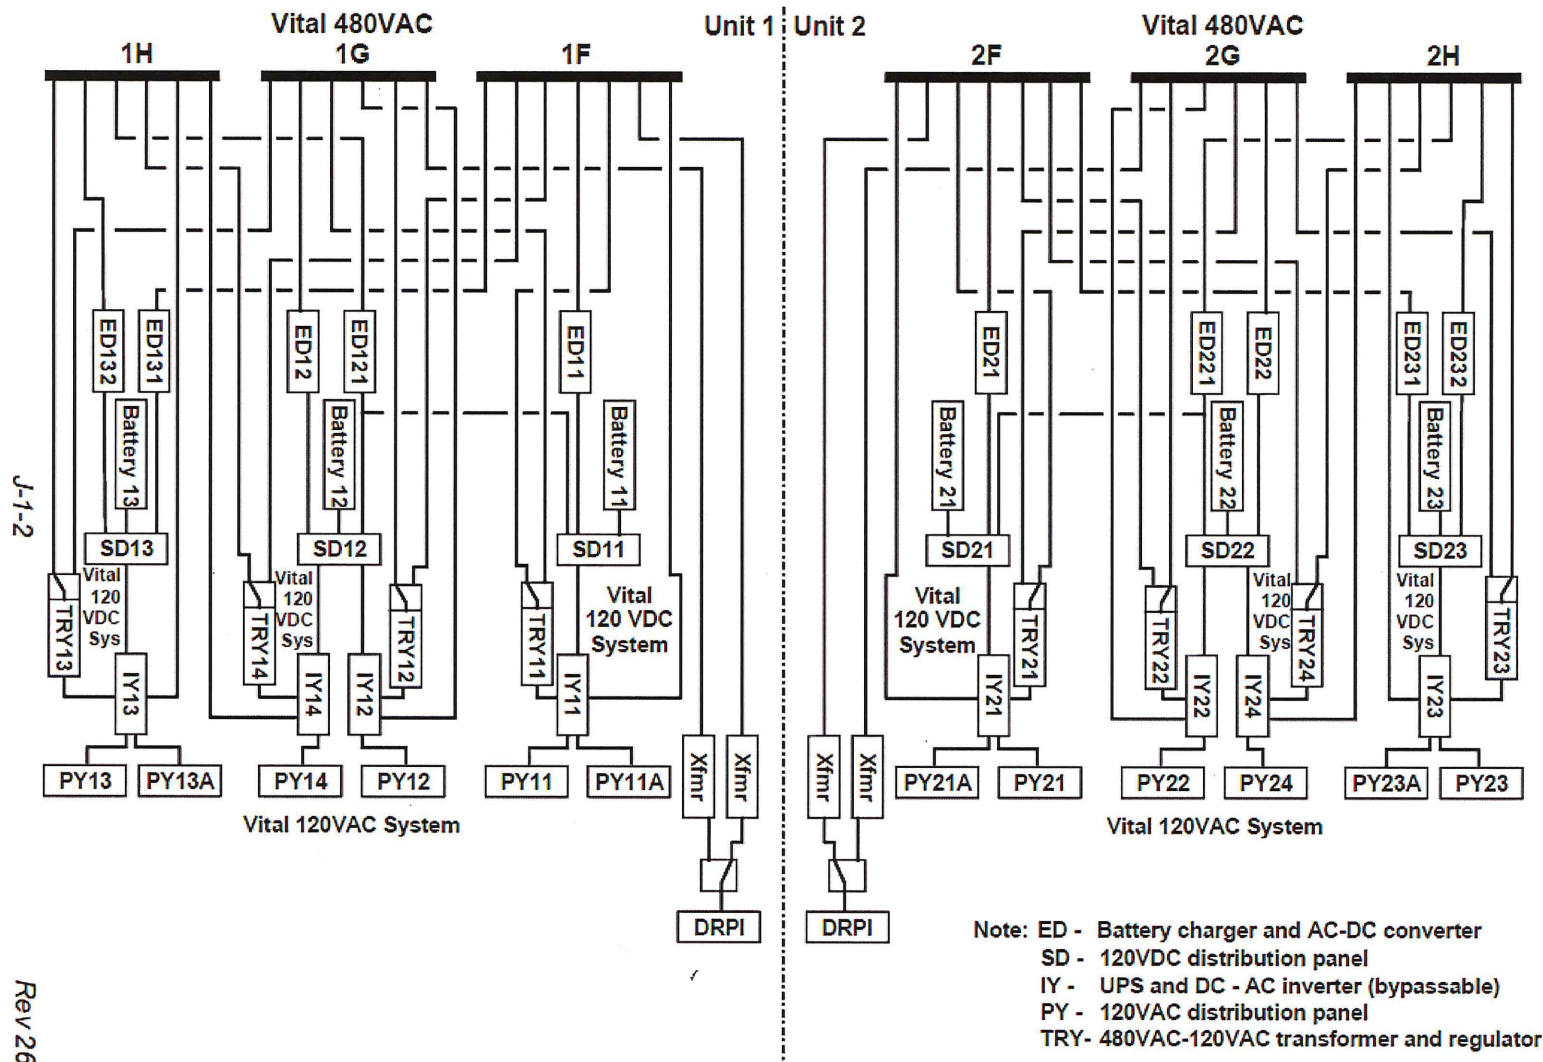 Vital 480VAC
Unit 1
Unit 2
Vital 480VAC
1H
1G
1F
2F
2G
2H
ED132
ED131
ED12
ED121
ED11
ED21
ED221
ED22
ED231
ED232
Battery 13
Battery 12
Battery 11
Battery 21
Battery 22
Battery 23
SD13
SD12
SD11
SD21
SD22
SD23
Vital
120
VDC
Sys
Vital
120
VDC
Sys
Vital
120 VDC
System
Vital
120 VDC
System
Vital
120
VDC
Sys
Vital
120
VDC
Sys
TRY13
TRY14
TRY12
TRY11
TRY21
TRY22
TRY24
TRY23
IY13
IY14
IY12
IY11
IY21
IY22
IY24
IY23
PY13
PY13A
PY14
PY12
PY11
PY11A
Xfmr
Xfmr
Xfmr
Xfmr
PY21A
PY21
PY22
PY24
PY23A
PY23
Vital 120VAC System
Vital 120VAC System
DRPI
DRPI
Note: ED - Battery charger and AC-DC converter
SD - 120VDC distribution panel
IY - UPS and DC - AC inverter (bypassable)
PY - 120VAC distribution panel
TRY- 480VAC-120VAC transformer and regulator
J-1-2
Rev 26